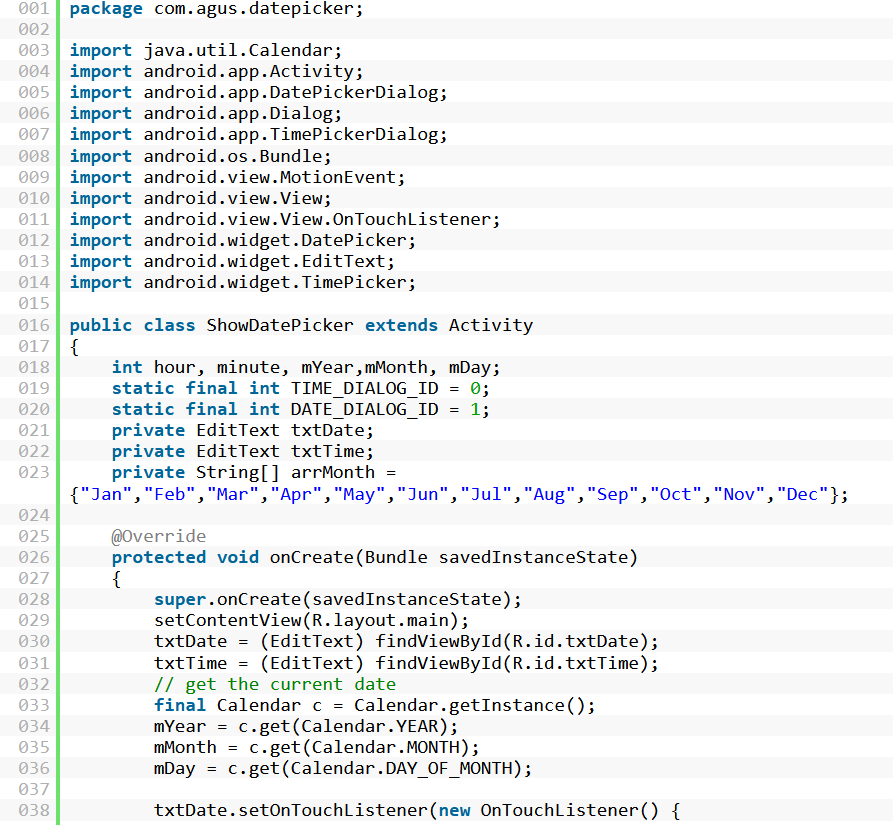 001 package com.agus.datepicker;
002
003 import java.util.Calendar;
004 import android.app.Activity;
005 import android.app.DatePickerDialog;
006 import android.app.Dialog;
007 import android.app.TimePickerDialog;
008 import android.os.Bundle;
009 import android.view.MotionEvent;
010 import android.view.View;
011 import android.view.View.OnTouchListener;
012 import android.widget.DatePicker;
013 import android.widget.EditText;
014 import android.widget.TimePicker;
015
016 public class ShowDatePicker extends Activity
017 {
018     int hour, minute, mYear,mMonth, mDay;
019     static final int TIME_DIALOG_ID = 0;
020     static final int DATE_DIALOG_ID = 1;
021     private EditText txtDate;
022     private EditText txtTime;
023     private String[] arrMonth =
{"Jan","Feb","Mar","Apr","May","Jun","Jul","Aug","Sep","Oct","Nov","Dec"};
024
025     @Override
026     protected void onCreate(Bundle savedInstanceState)
027     {
028         super.onCreate(savedInstanceState);
029         setContentView(R.layout.main);
030         txtDate = (EditText) findViewById(R.id.txtDate);
031         txtTime = (EditText) findViewById(R.id.txtTime);
032         // get the current date
033         final Calendar c = Calendar.getInstance();
034         mYear = c.get(Calendar.YEAR);
035         mMonth = c.get(Calendar.MONTH);
036         mDay = c.get(Calendar.DAY_OF_MONTH);
037
038         txtDate.setOnTouchListener(new OnTouchListener() {